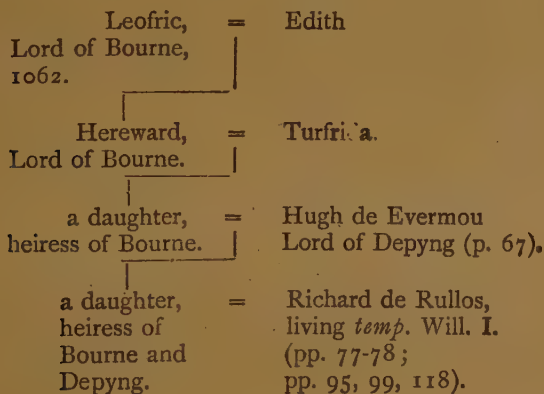 Leofric, = Edith
Lord of Bourne,
1062.
Hereward, = Turfri a.
Lord of Bourne.
a daughter, = Hugh de Evermou
heiress of Bourne. Lord of Depyng (p. 67).
a daughter, = Richard de Rullos,
heiress of living temp. Will. I.
Bourne and (pp. 77-78;
Depyng. pp. 95, 99, 118).